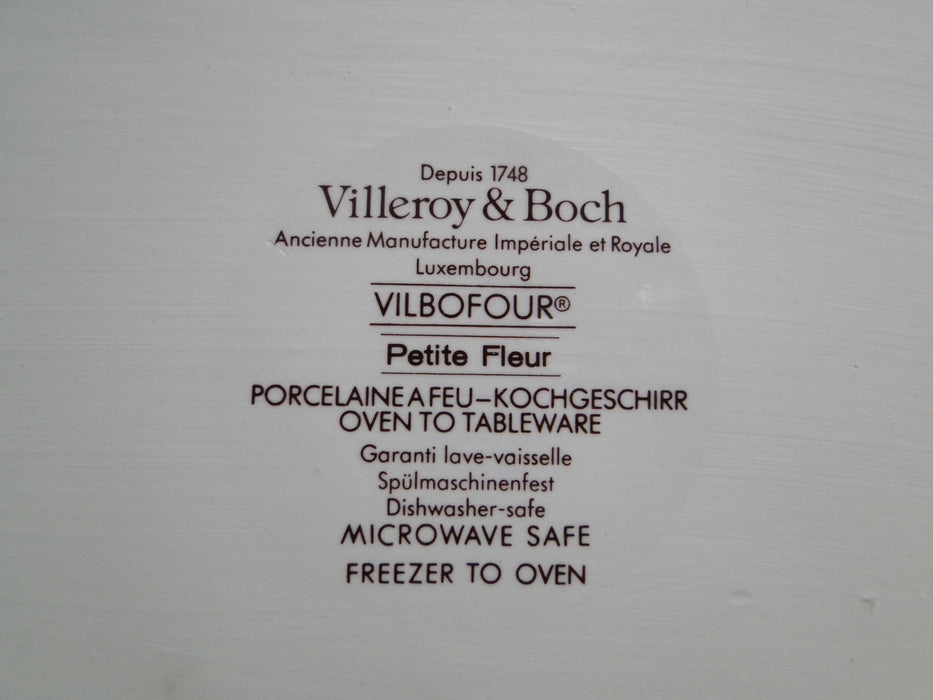 Depuis 1748
Villeroy & Boch
Ancienne Manufacture Impériale et Royale
Luxembourg
VILBOFOUR®
Petite Fleur
PORCELAINE A FEU–KOCHGESCHIRR
OVEN TO TABLEWARE
Garanti lave-vaisselle
Spülmaschinenfest
Dishwasher-safe
MICROWAVE SAFE
FREEZER TO OVEN